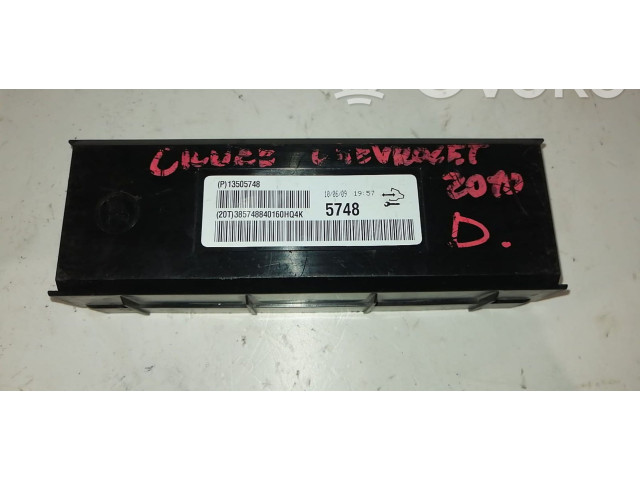 CRUZE CHEVROLET
2010
D.
(P)13505748
10/06/09 19:57
(20T)385748840160HQ4K 5748